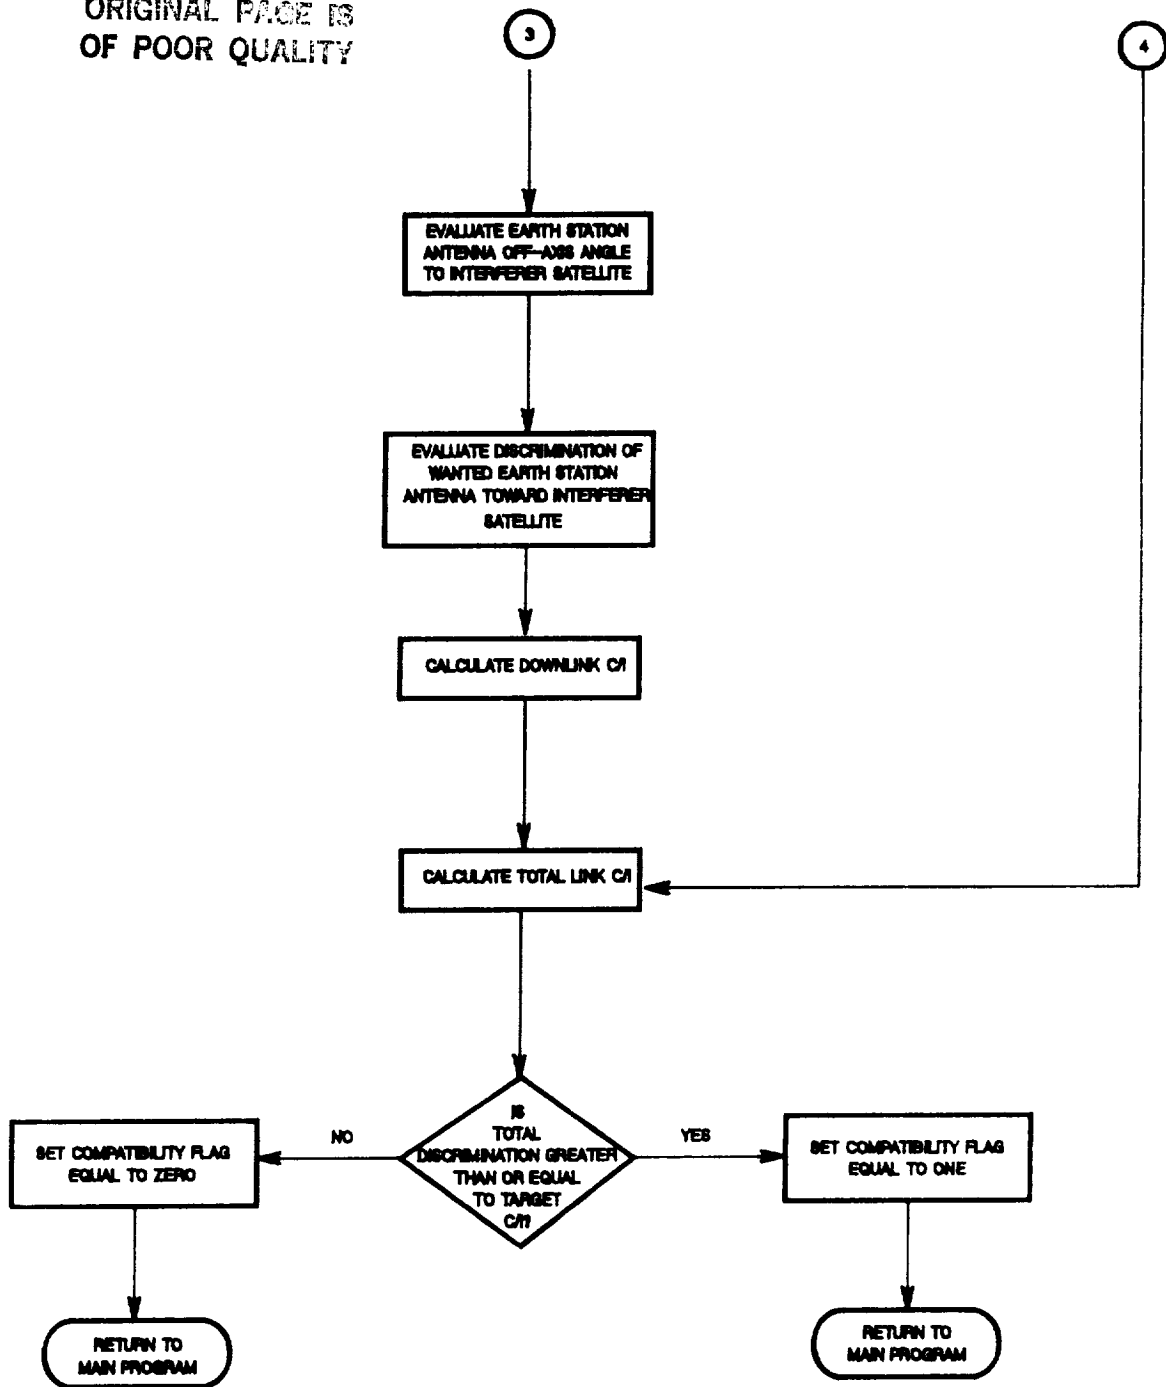 ORIGINAL PAGE IS
OF POOR QUALITY
3
4
EVALUATE EARTH STATION
ANTENNA OFF-AXIS ANGLE
TO INTERFERER SATELLITE
EVALUATE DISCRIMINATION OF
WANTED EARTH STATION
ANTENNA TOWARD INTERFERER
SATELLITE
CALCULATE DOWNLINK C/I
CALCULATE TOTAL LINK C/I
IS
TOTAL
DISCRIMINATION GREATER
THAN OR EQUAL
TO TARGET
C/I?
NO
YES
SET COMPATIBILITY FLAG
EQUAL TO ZERO
SET COMPATIBILITY FLAG
EQUAL TO ONE
RETURN TO
MAIN PROGRAM
RETURN TO
MAIN PROGRAM